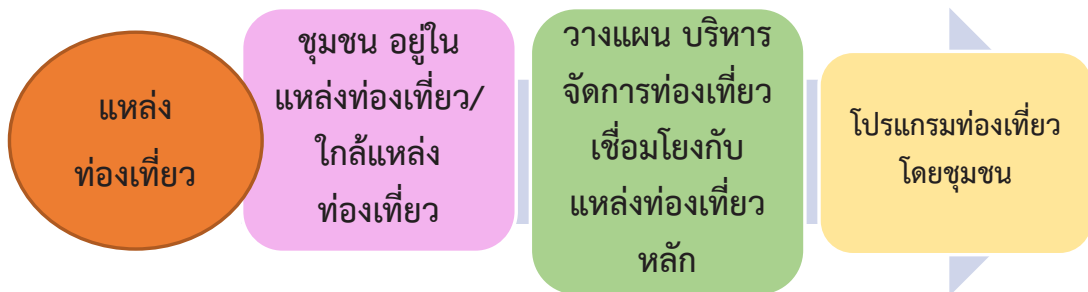 แหล่ง
ท่องเที่ยว
ชุมชน อยู่ใน
แหล่งท่องเที่ยว/
ใกล้แหล่ง
ท่องเที่ยว
วางแผน บริหาร
จัดการท่องเที่ยว
เชื่อมโยงกับ
แหล่งท่องเที่ยว
หลัก
โปรแกรมท่องเที่ยว
โดยชุมชน